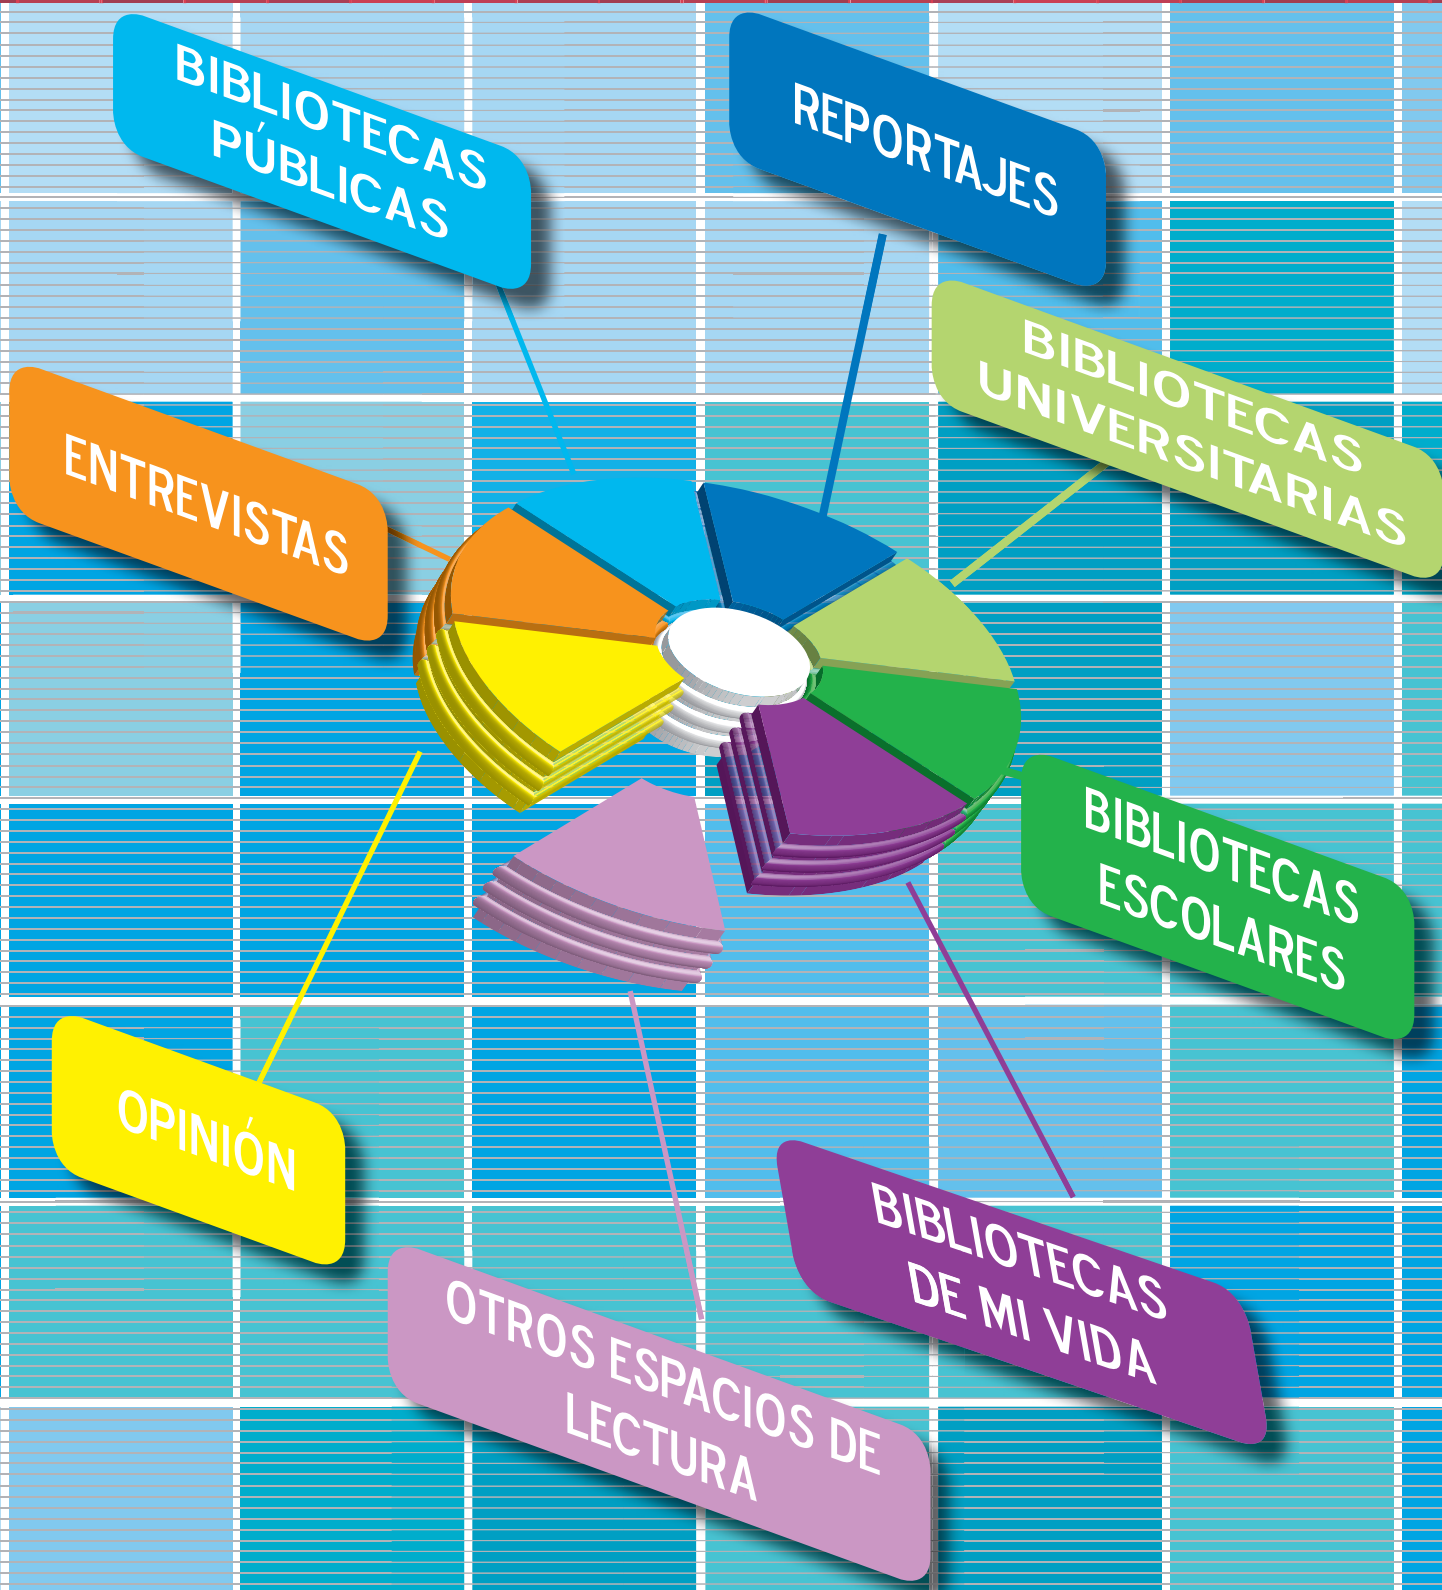 BIBLIOTECAS
PÚBLICAS
REPORTAJES
BIBLIOTECAS
UNIVERSITARIAS
ENTREVISTAS
BIBLIOTECAS
ESCOLARES
OPINIÓN
BIBLIOTECAS
DE MI VIDA
OTROS ESPACIOS DE
LECTURA